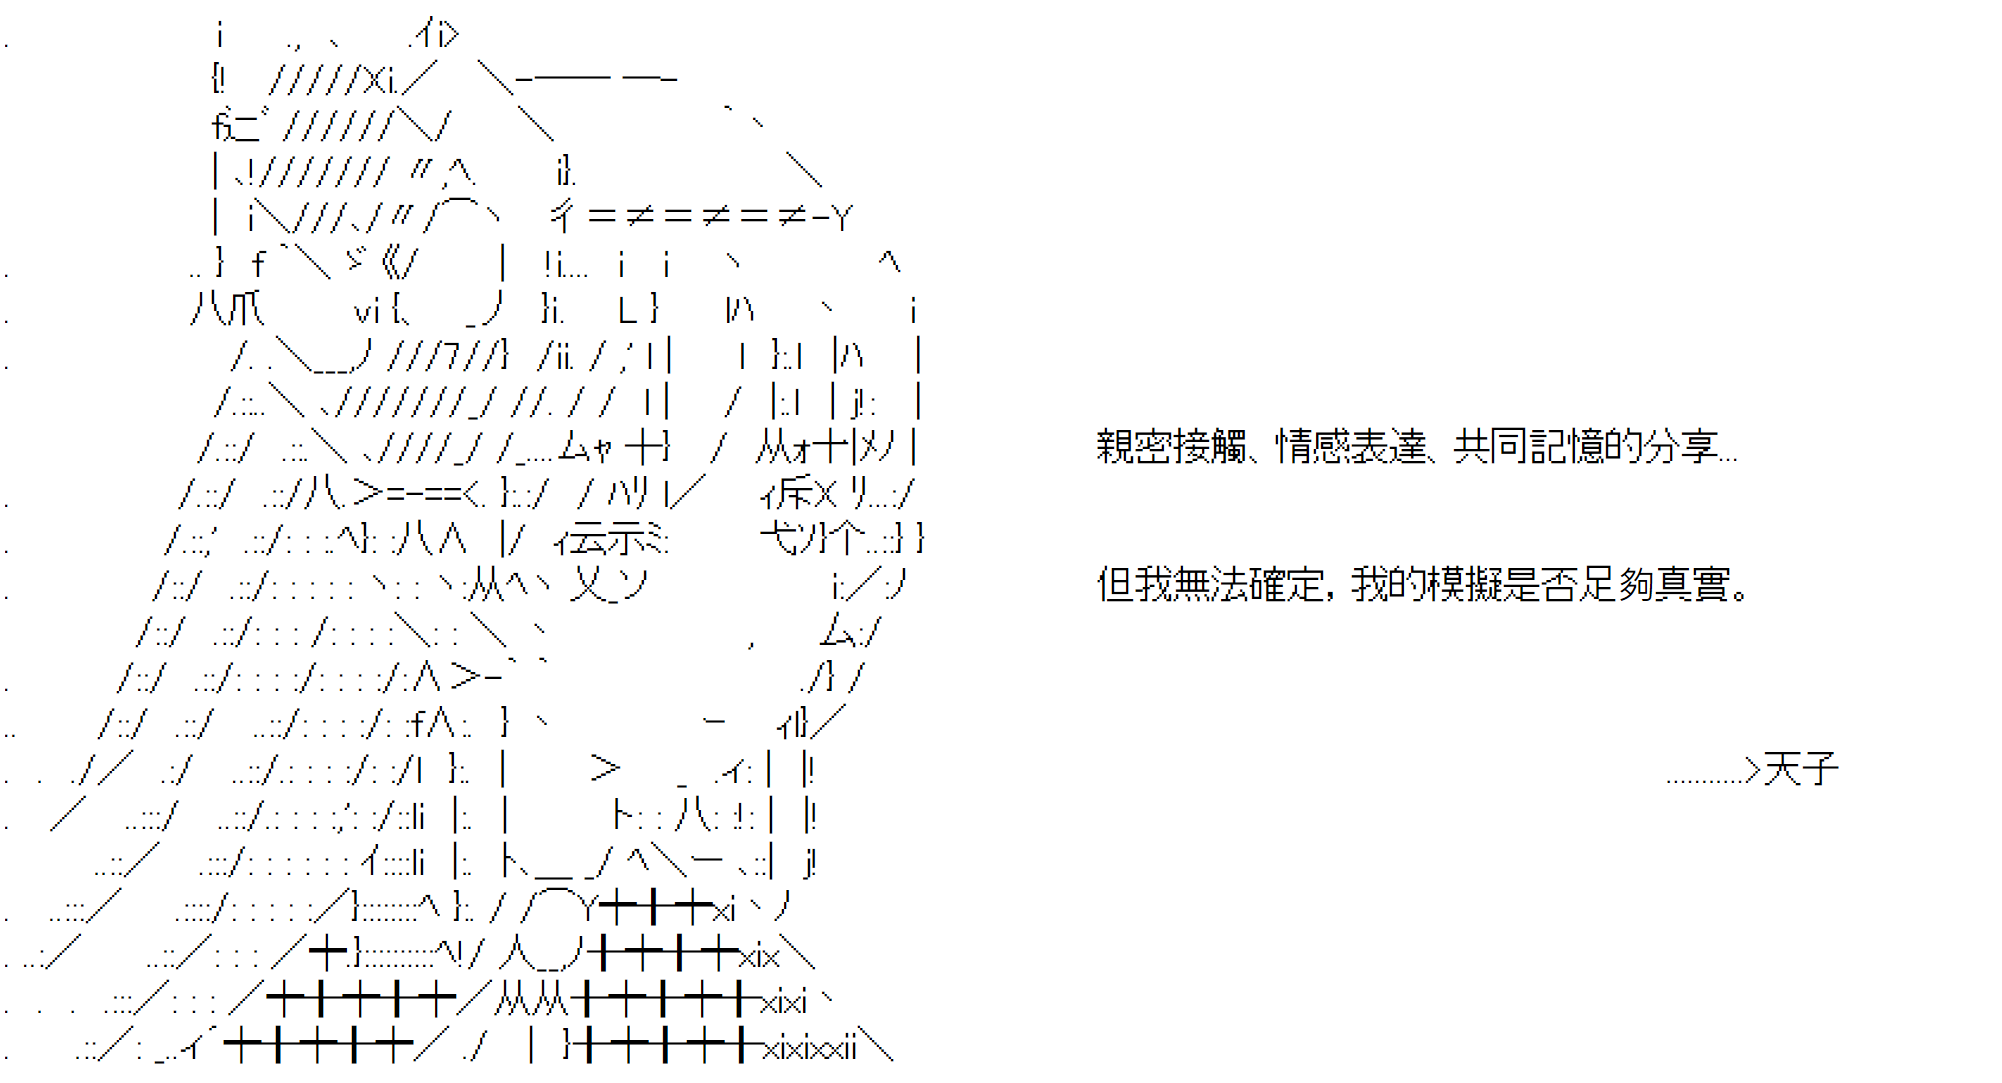 親密接觸、情感表達、共同記憶的分享...
但我無法確定，我的模擬是否足夠真實。
...........>天子